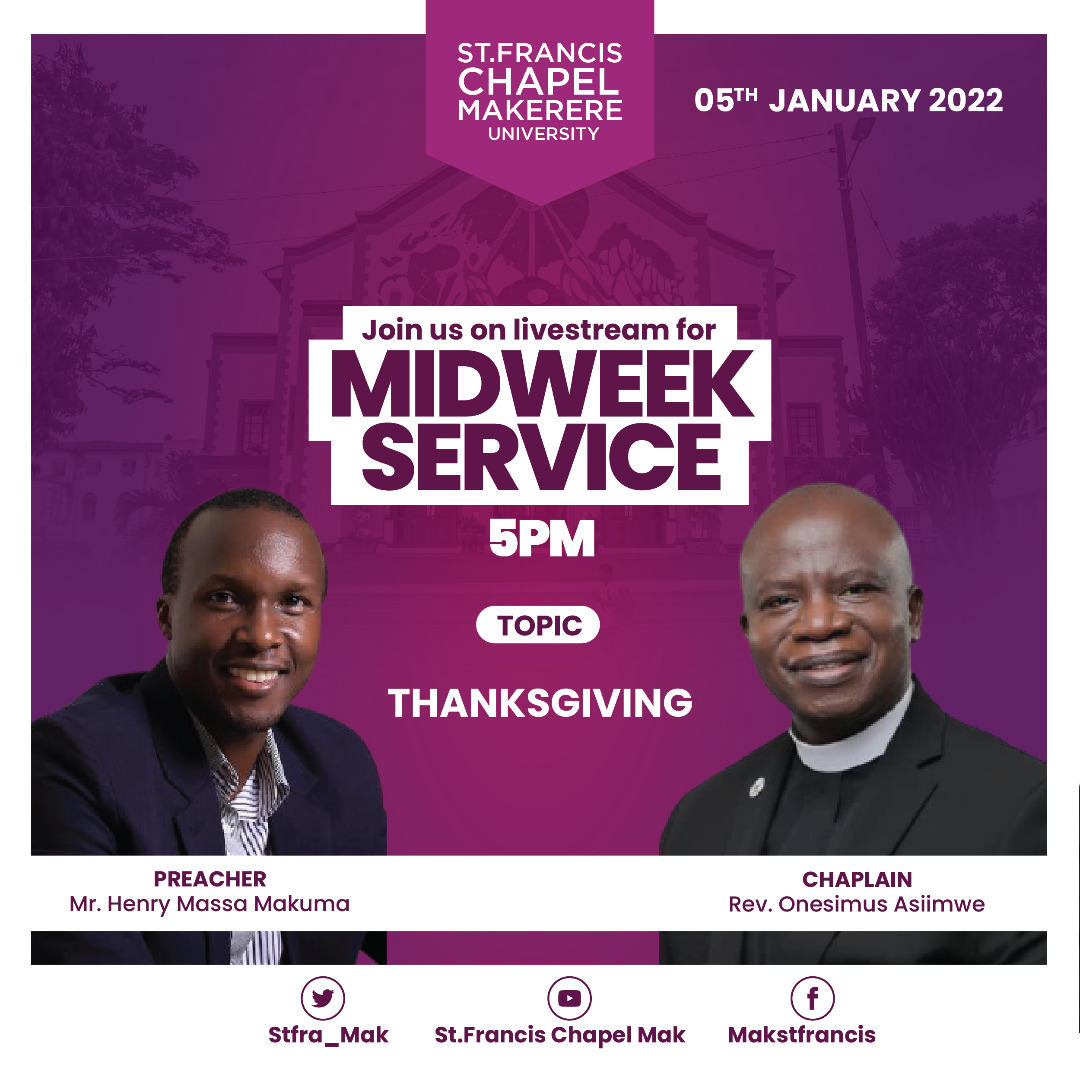 ST.FRANCIS
CHAPEL
MAKERERE
UNIVERSITY
05TH JANUARY 2022
Join us on livestream for
MIDWEEK
SERVICE
5PM
TOPIC
THANKSGIVING
PREACHER
Mr. Henry Massa Makuma
CHAPLAIN
Rev. Onesimus Asiimwe
Stfra_Mak
St.Francis Chapel Mak
Makstfrancis